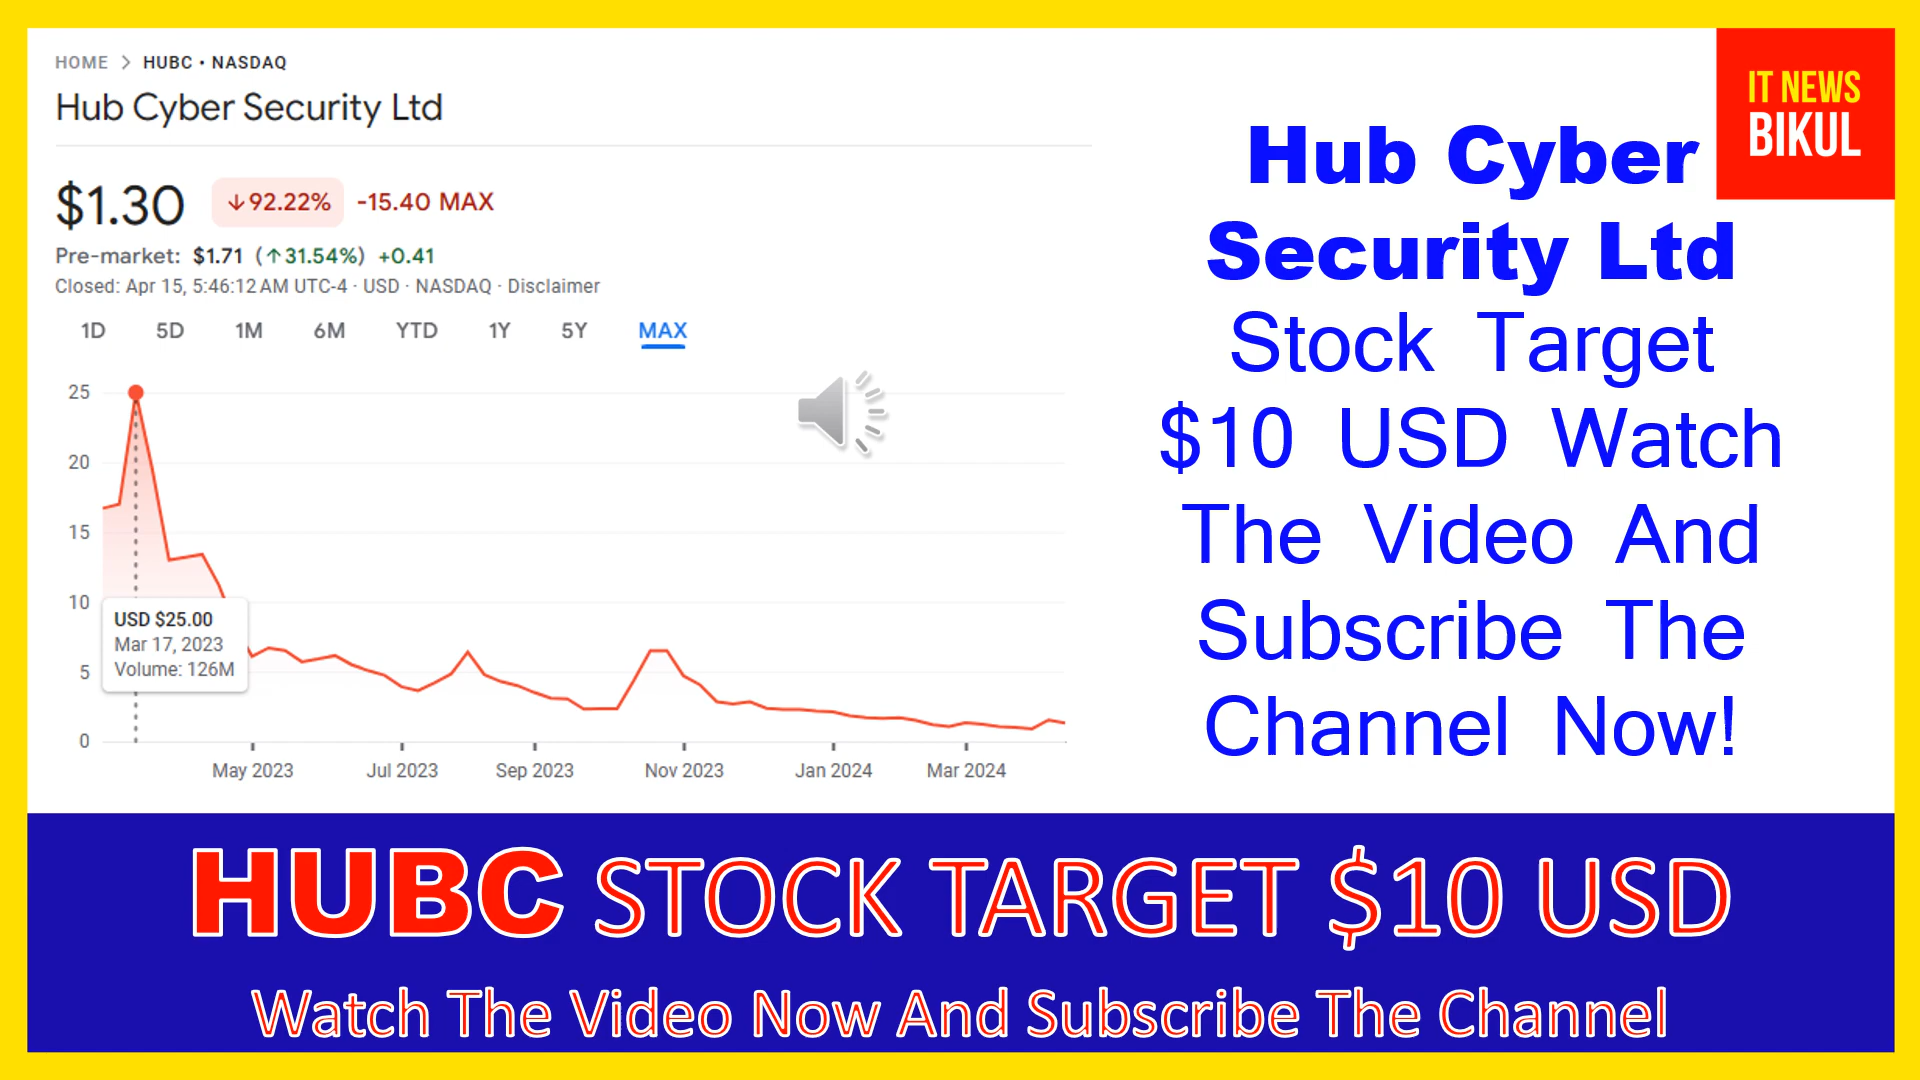 HOME > HUBC • NASDAQ
Hub Cyber Security Ltd
$1.30 ↓92.22% -15.40 MAX
Pre-market: $1.71 (↑31.54%) +0.41
Closed: Apr 15, 5:46:12 AM UTC-4 · USD · NASDAQ · Disclaimer
1D 5D 1M 6M YTD 1Y 5Y MAX
25
20
15
10
5
0
USD $25.00
Mar 17, 2023
Volume: 126M
May 2023 Jul 2023 Sep 2023 Nov 2023 Jan 2024 Mar 2024
IT NEWS
BIKUL
Hub Cyber
Security Ltd
Stock Target
$10 USD Watch
The Video And
Subscribe The
Channel Now!
HUBC STOCK TARGET $10 USD
Watch The Video Now And Subscribe The Channel